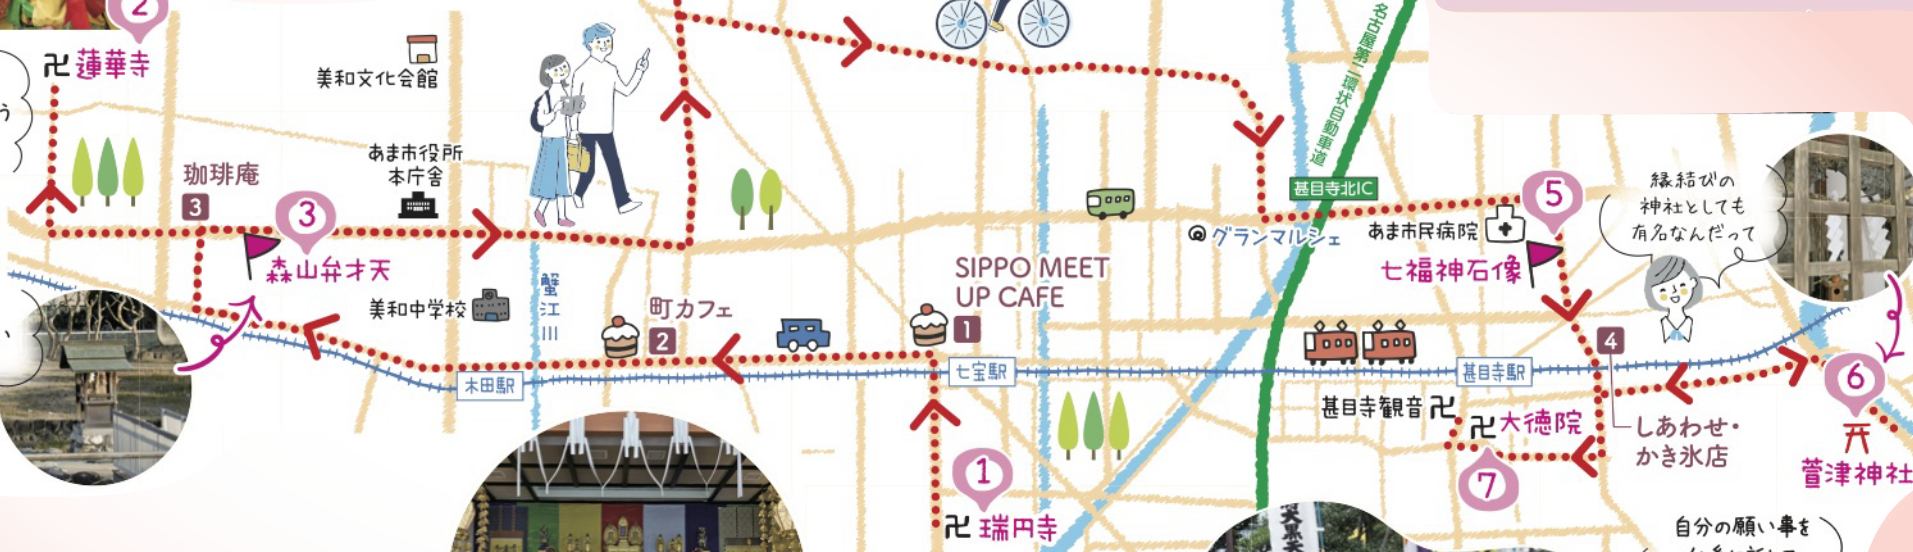 2
卍蓮華寺
美和文化会館
あま市役所
本庁舎
珈琲庵
3
3
森山弁才天
美和中学校
蟹江川
町カフェ
2
SIPPO MEET
UP CAFE
1
木田駅
七宝駅
1
卍瑞円寺
名古屋第二環状自動車道
甚目寺北IC
グランマルシェ
あま市民病院
5
七福神石像
縁結びの
神社としても
有名なんだって
4
甚目寺駅
甚目寺観音卍
卍大徳院
7
しあわせ・
かき氷店
6
萱津神社
自分の願い事を